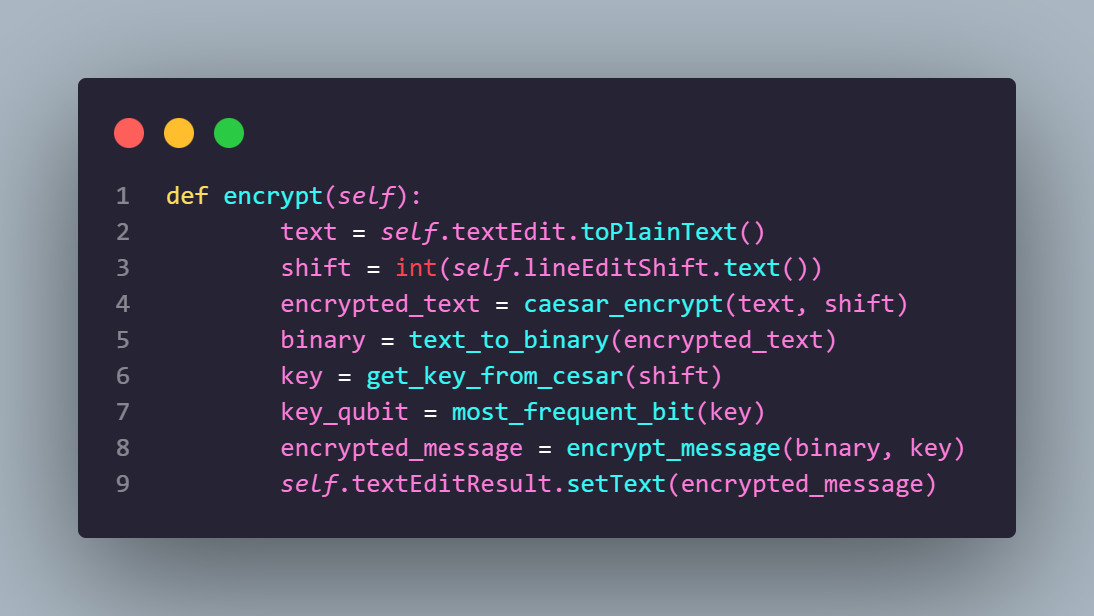 1 def encrypt(self):
2 text = self.textEdit.toPlainText()
3 shift = int(self.lineEditShift.text())
4 encrypted_text = caesar_encrypt(text, shift)
5 binary = text_to_binary(encrypted_text)
6 key = get_key_from_cesar(shift)
7 key_qubit = most_frequent_bit(key)
8 encrypted_message = encrypt_message(binary, key)
9 self.textEditResult.setText(encrypted_message)